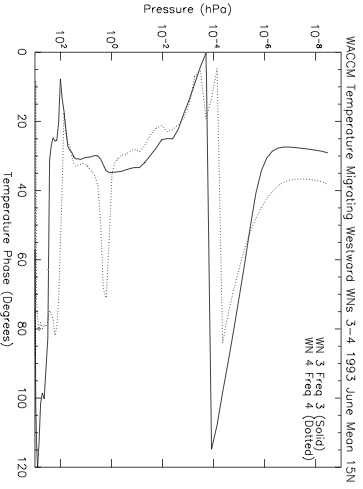 WACCM Temperature Migrating Westward WNs 3-4 1993 June Mean 15N
WN 3 Freq 3 (Solid)
WN 4 Freq 4 (Dotted)
Pressure (hPa)
10⁻⁸
10⁻⁶
10⁻⁴
10⁻²
10⁰
10²
0
20
40
60
80
100
120
Temperature Phase (Degrees)